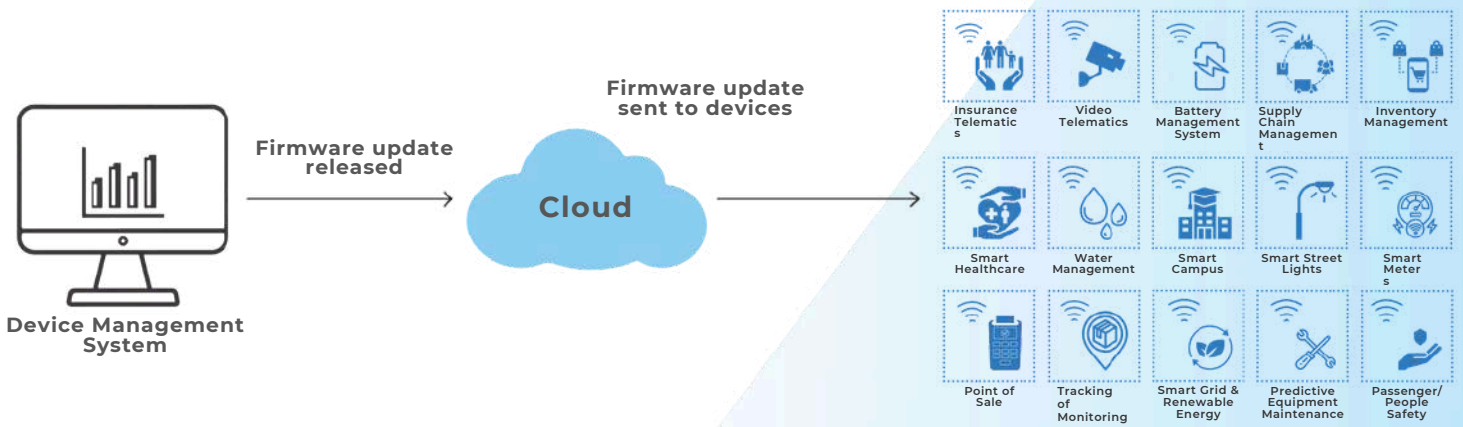 Device Management
System
Firmware update
released
Cloud
Firmware update
sent to devices
Insurance
Telematic
s
Video
Telematics
Battery
Management
System
Supply
Chain
Managemen
t
Inventory
Management
Smart
Healthcare
Water
Management
Smart
Campus
Smart Street
Lights
Smart
Meter
s
Point of
Sale
Tracking
of
Monitoring
Smart Grid &
Renewable
Energy
Predictive
Equipment
Maintenance
Passenger/
People
Safety